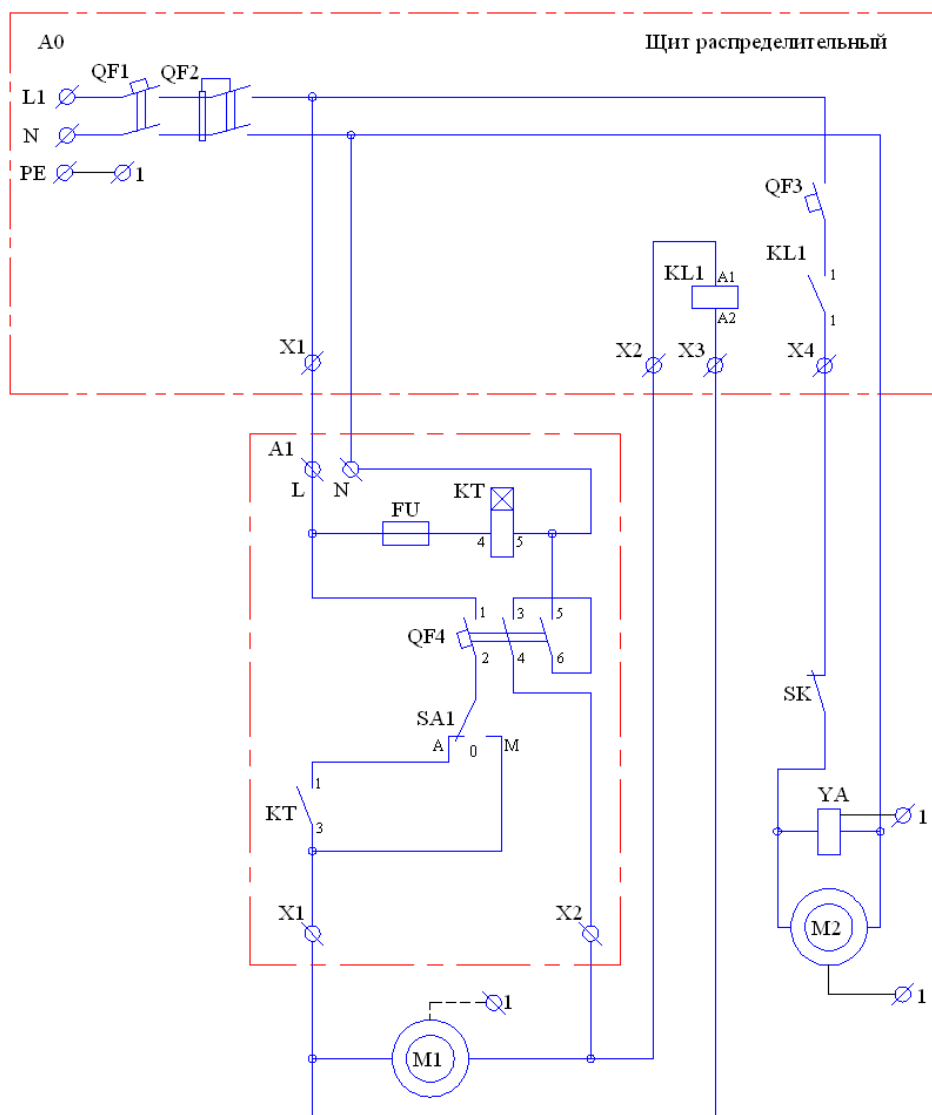 A0 Щит распределительный
QF1 QF2
L1
N
PE 1
QF3
KL1 A1 KL1 1
A2 1
X1 X2 X3 X4
A1
L N KT
FU
4 5
1 3 5
QF4
2 4 6
SK
SA1
A 0 M
1
KT YA 1
3
X1 X2
M2
1 1
M1